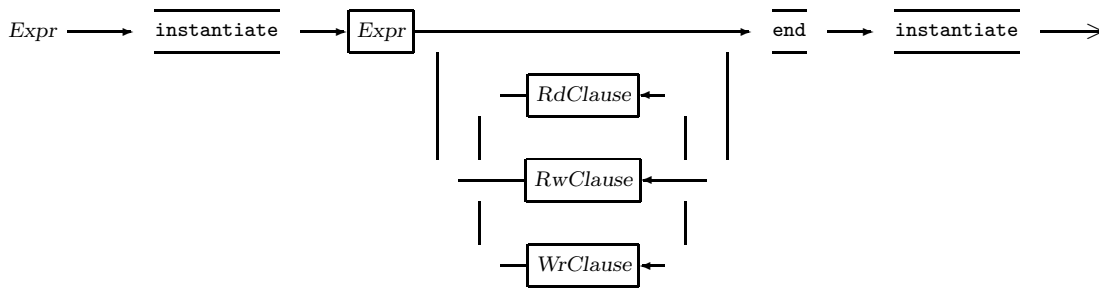 Expr instantiate Expr end instantiate
RdClause
RwClause
WrClause